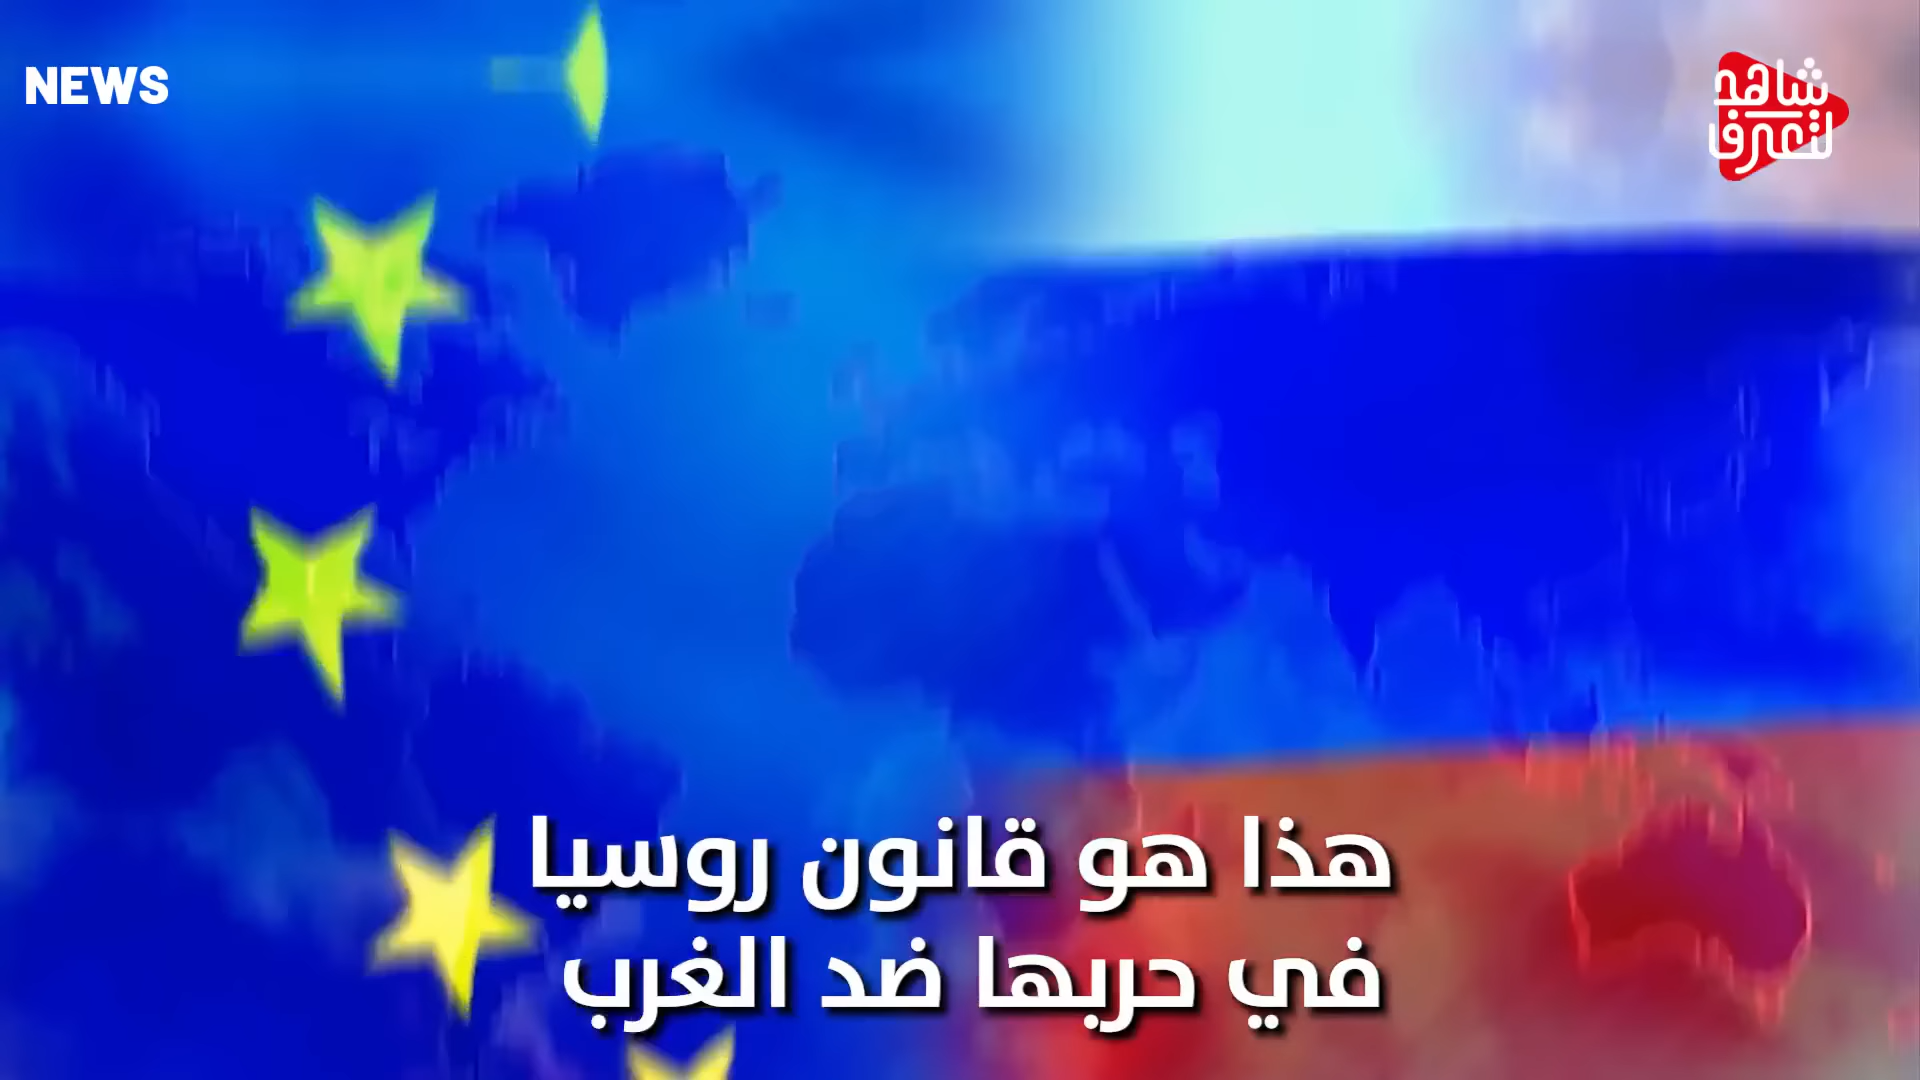 NEWS
شاهد
لتعرف
هذا هو قانون روسيا
في حربها ضد الغرب